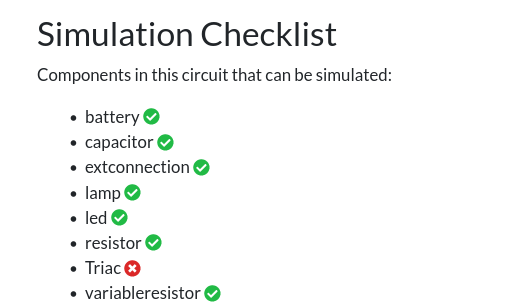 Simulation Checklist
Components in this circuit that can be simulated:
battery
capacitor
extconnection
lamp
led
resistor
Triac
variableresistor